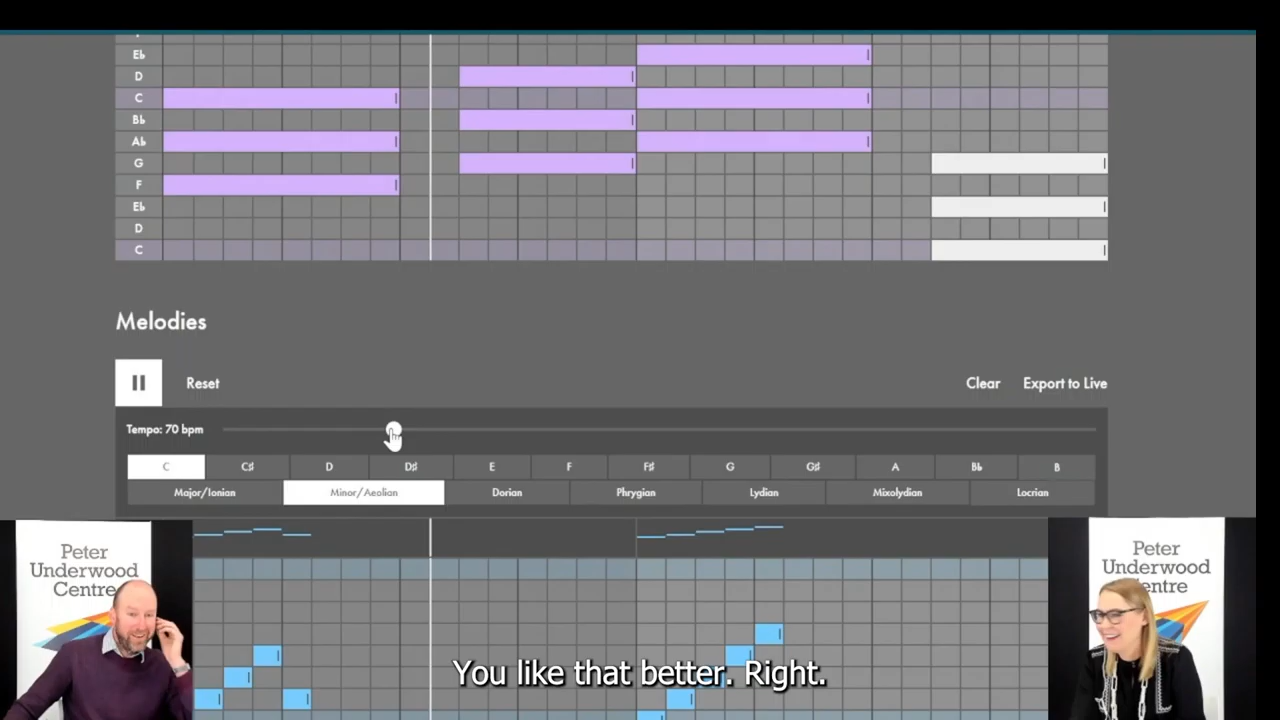 Eb
D
C
Bb
Ab
G
F
Eb
D
C
Melodies
Reset
Clear
Export to Live
Tempo: 70 bpm
C C♯ D D♯ E F F♯ G G♯ A Bb B
Major/Ionian Minor/Aeolian Dorian Phrygian Lydian Mixolydian Locrian
Peter
Underwood
Centre
Peter
Underwood
Centre
You like that better. Right.